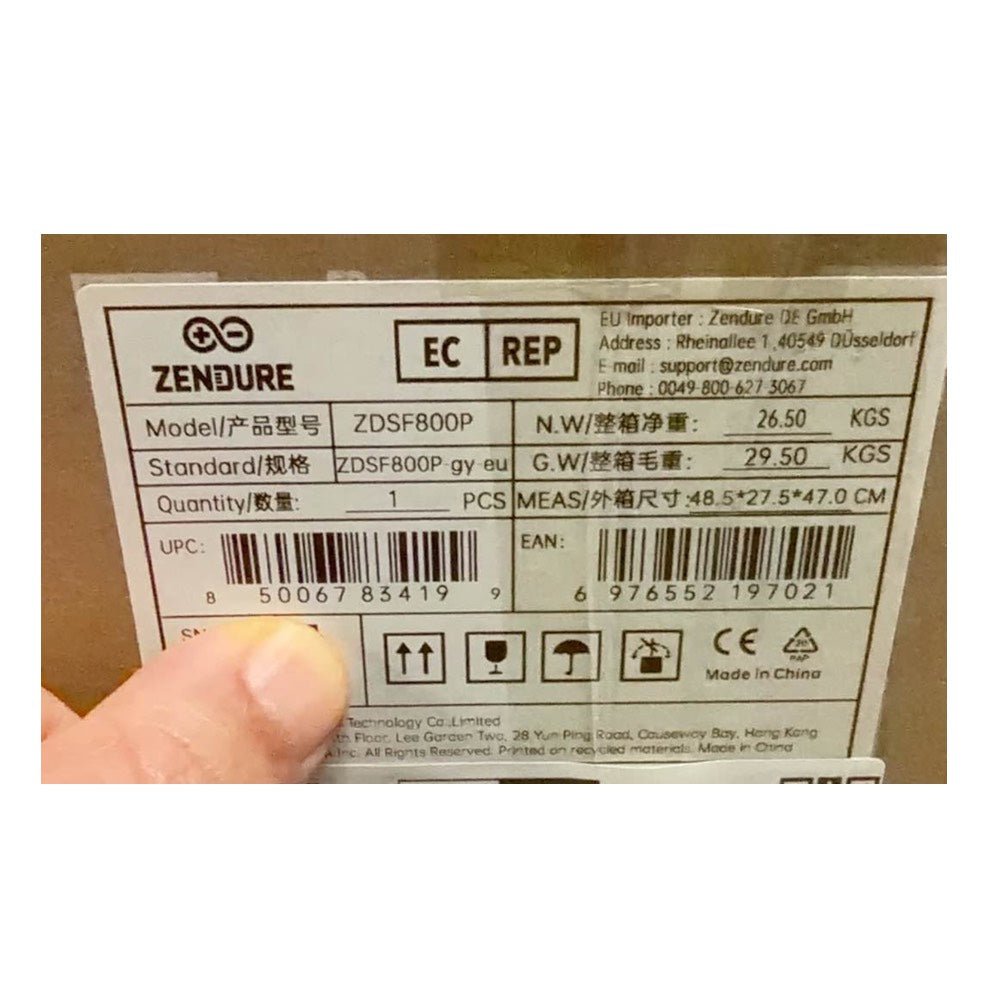 ZENDURE
EC REP
EU Importer : Zendure DE GmbH
Address : Rheinallee 1 ,40549 DÜsseldorf
E-mail : support@zendure.com
Phone : 0049-800-627-3067
Model/产品型号 ZDSF800P
N.W/整箱净重: 26.50 KGS
Standard/规格 ZDSF800P-gy-eu
G.W/整箱毛重: 29.50 KGS
Quantity/数量: 1 PCS
MEAS/外箱尺寸:48.5*27.5*47.0 CM
UPC:
8 50067 83419 9
EAN:
6 976552 197021
SN
CE
20
PAP
Made in China
Technology Co.,Limited
th Floor, Lee Garden Two, 28 Yun Ping Road, Causeway Bay, Hong Kong
Inc. All Rights Reserved. Printed on recycled materials. Made in China